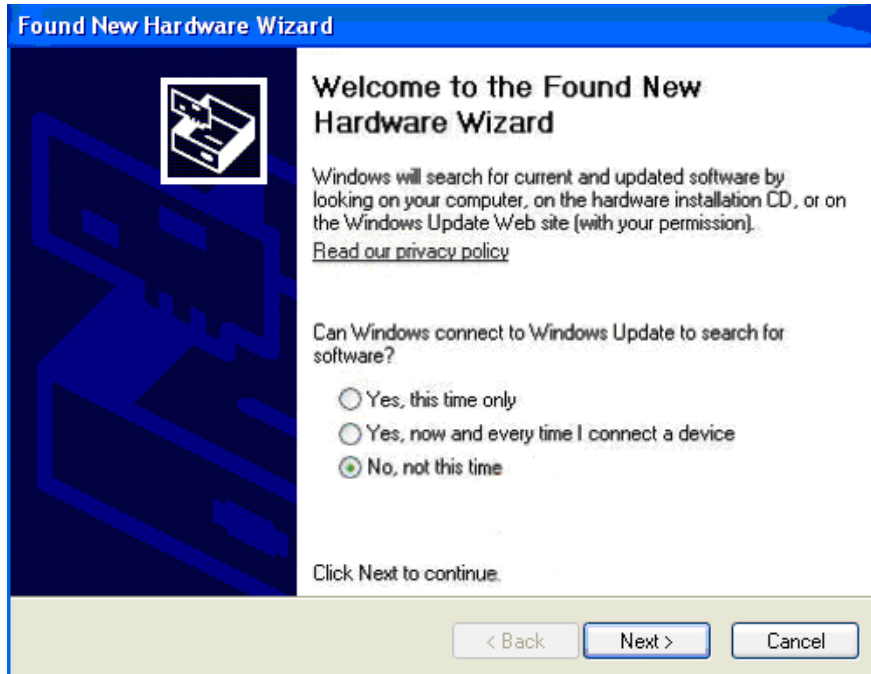 Found New Hardware Wizard
Welcome to the Found New
Hardware Wizard
Windows will search for current and updated software by
looking on your computer, on the hardware installation CD, or on
the Windows Update Web site (with your permission).
Read our privacy policy
Can Windows connect to Windows Update to search for
software?
Yes, this time only
Yes, now and every time I connect a device
No, not this time
Click Next to continue.
< Back
Next >
Cancel